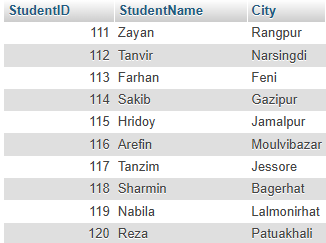 StudentID StudentName City
111 Zayan Rangpur
112 Tanvir Narsingdi
113 Farhan Feni
114 Sakib Gazipur
115 Hridoy Jamalpur
116 Arefin Moulvibazar
117 Tanzim Jessore
118 Sharmin Bagerhat
119 Nabila Lalmonirhat
120 Reza Patuakhali